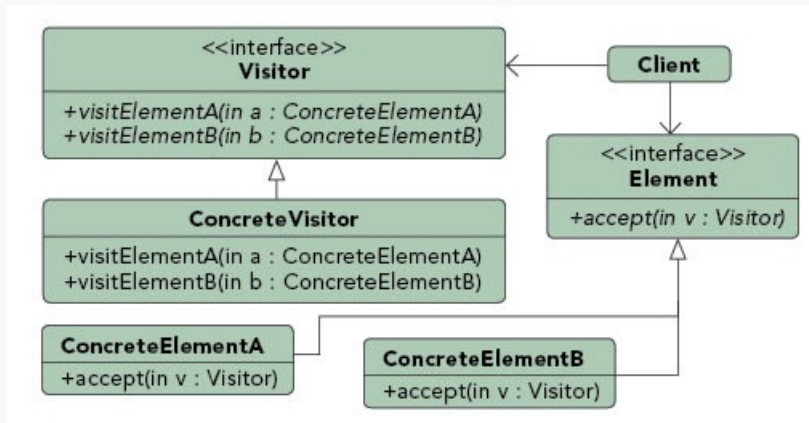 <<interface>>
Visitor
+visitElementA(in a : ConcreteElementA)
+visitElementB(in b : ConcreteElementB)
Client
<<interface>>
Element
+accept(in v : Visitor)
ConcreteVisitor
+visitElementA(in a : ConcreteElementA)
+visitElementB(in b : ConcreteElementB)
ConcreteElementA
+accept(in v : Visitor)
ConcreteElementB
+accept(in v : Visitor)